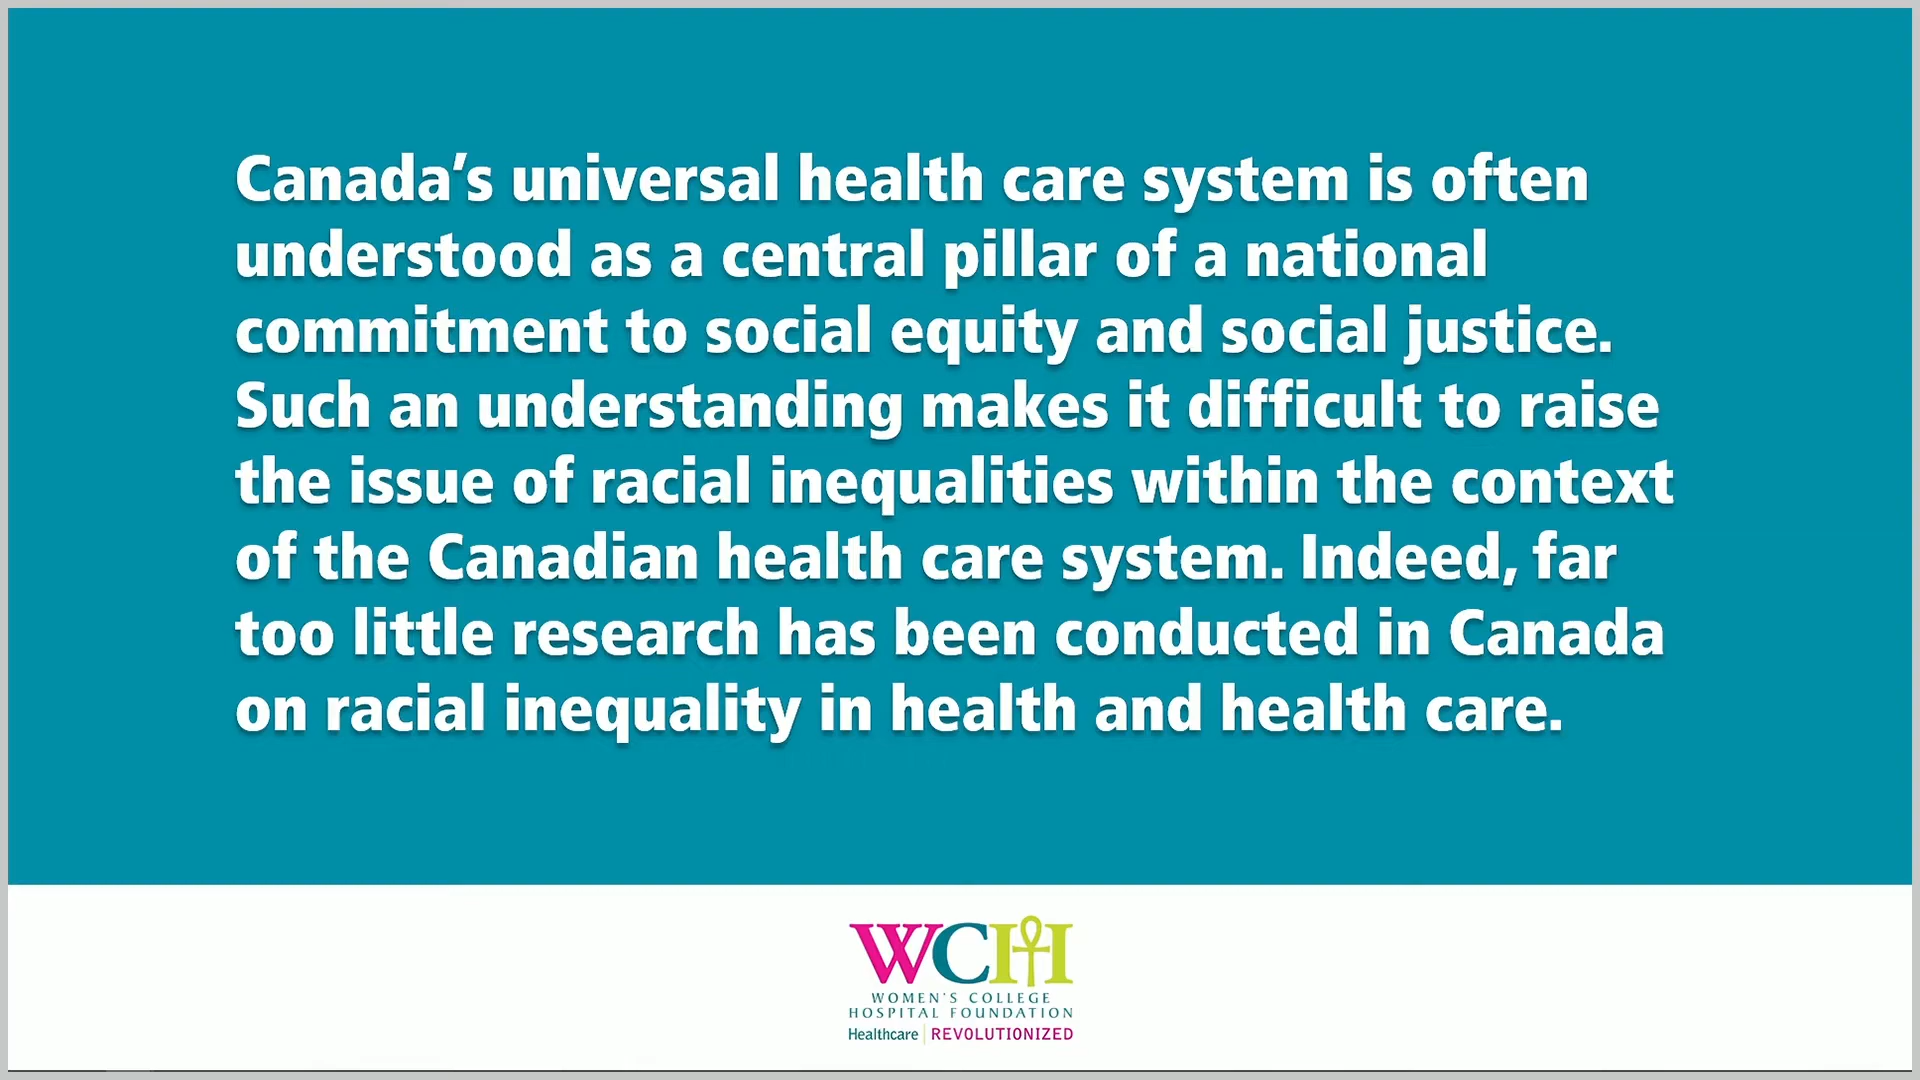 Canada’s universal health care system is often
understood as a central pillar of a national
commitment to social equity and social justice.
Such an understanding makes it difficult to raise
the issue of racial inequalities within the context
of the Canadian health care system. Indeed, far
too little research has been conducted in Canada
on racial inequality in health and health care.
WCH
WOMEN'S COLLEGE
HOSPITAL FOUNDATION
Healthcare | REVOLUTIONIZED